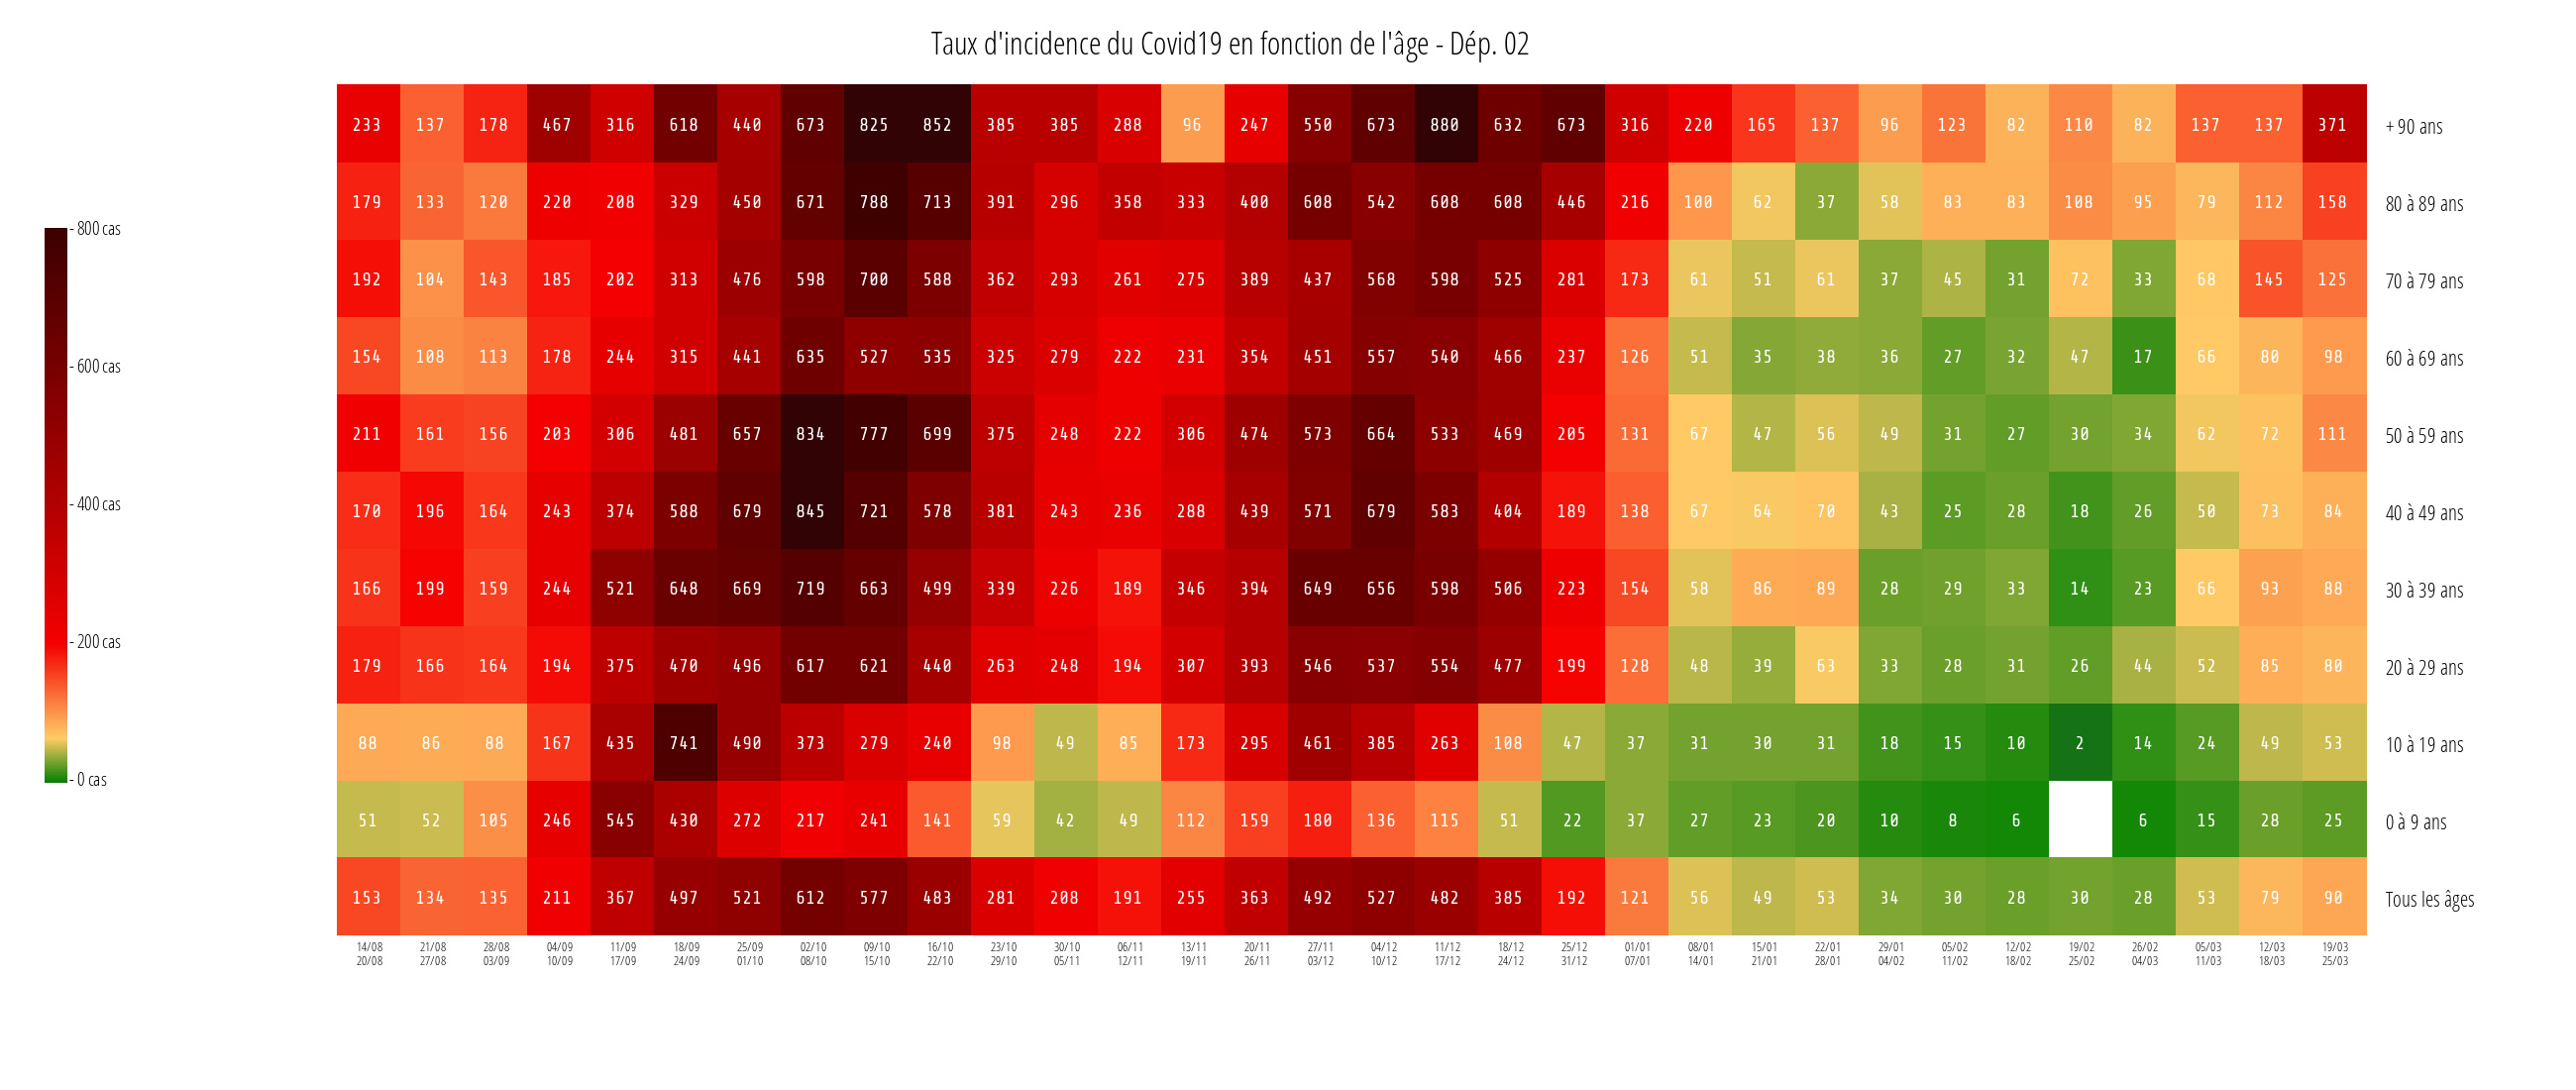 Taux d'incidence du Covid19 en fonction de l'âge - Dép. 02
- 800 cas
- 600 cas
- 400 cas
- 200 cas
- 0 cas
233 137 178 467 316 618 440 673 825 852 385 385 288 96 247 550 673 880 632 673 316 220 165 137 96 123 82 110 82 137 137 371 + 90 ans
179 133 120 220 208 329 450 671 788 713 391 296 358 333 400 608 542 608 608 446 216 100 62 37 58 83 83 108 95 79 112 158 80 à 89 ans
192 104 143 185 202 313 476 598 700 588 362 293 261 275 389 437 568 598 525 281 173 61 51 61 37 45 31 72 33 68 145 125 70 à 79 ans
154 108 113 178 244 315 441 635 527 535 325 279 222 231 354 451 557 540 466 237 126 51 35 38 36 27 32 47 17 66 80 98 60 à 69 ans
211 161 156 203 306 481 657 834 777 699 375 248 222 306 474 573 664 533 469 205 131 67 47 56 49 31 27 30 34 62 72 111 50 à 59 ans
170 196 164 243 374 588 679 845 721 578 381 243 236 288 439 571 679 583 404 189 138 67 64 70 43 25 28 18 26 50 73 84 40 à 49 ans
166 199 159 244 521 648 669 719 663 499 339 226 189 346 394 649 656 598 506 223 154 58 86 89 28 29 33 14 23 66 93 88 30 à 39 ans
179 166 164 194 375 470 496 617 621 440 263 248 194 307 393 546 537 554 477 199 128 48 39 63 33 28 31 26 44 52 85 80 20 à 29 ans
88 86 88 167 435 741 490 373 279 240 98 49 85 173 295 461 385 263 108 47 37 31 30 31 18 15 10 2 14 24 49 53 10 à 19 ans
51 52 105 246 545 430 272 217 241 141 59 42 49 112 159 180 136 115 51 22 37 27 23 20 10 8 6 6 15 28 25 0 à 9 ans
153 134 135 211 367 497 521 612 577 483 281 208 191 255 363 492 527 482 385 192 121 56 49 53 34 30 28 30 28 53 79 90 Tous les âges
14/08 21/08 28/08 04/09 11/09 18/09 25/09 02/10 09/10 16/10 23/10 30/10 06/11 13/11 20/11 27/11 04/12 11/12 18/12 25/12 01/01 08/01 15/01 22/01 29/01 05/02 12/02 19/02 26/02 05/03 12/03 19/03
20/08 27/08 03/09 10/09 17/09 24/09 01/10 08/10 15/10 22/10 29/10 05/11 12/11 19/11 26/11 03/12 10/12 17/12 24/12 31/12 07/01 14/01 21/01 28/01 04/02 11/02 18/02 25/02 04/03 11/03 18/03 25/03